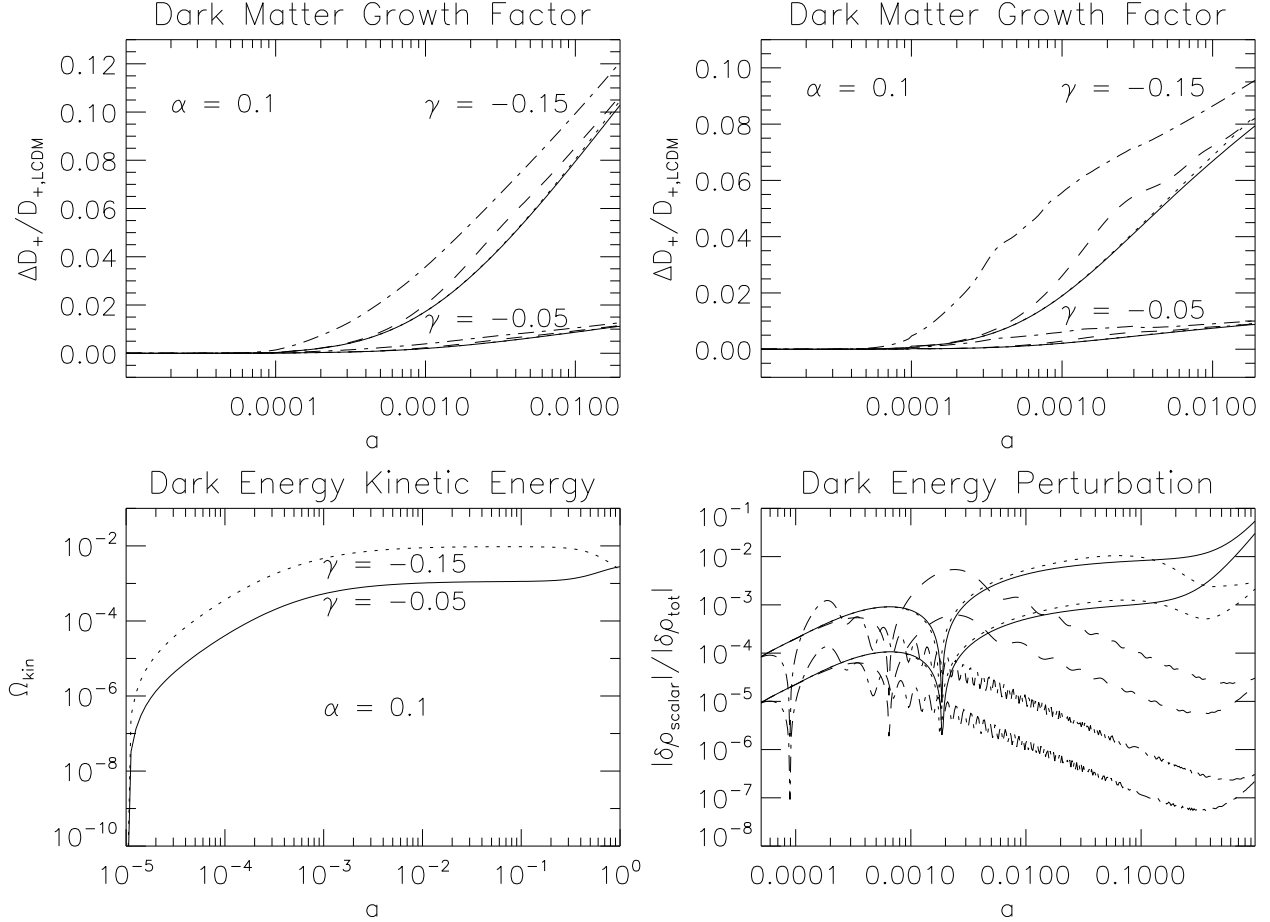 Dark Matter Growth Factor
ΔD₊/D₊,LCDM
0.12
0.10
0.08
0.06
0.04
0.02
0.00
α = 0.1
γ = −0.15
γ = −0.05
0.0001
0.0010
0.0100
a
Dark Matter Growth Factor
ΔD₊/D₊,LCDM
0.10
0.08
0.06
0.04
0.02
0.00
α = 0.1
γ = −0.15
γ = −0.05
0.0001
0.0010
0.0100
a
Dark Energy Kinetic Energy
Ωkin
10⁻²
10⁻⁴
10⁻⁶
10⁻⁸
10⁻¹⁰
γ = −0.15
γ = −0.05
α = 0.1
10⁻⁵
10⁻⁴
10⁻³
10⁻²
10⁻¹
10⁰
a
Dark Energy Perturbation
|δρscalar|/|δρtot|
10⁻¹
10⁻²
10⁻³
10⁻⁴
10⁻⁵
10⁻⁶
10⁻⁷
10⁻⁸
0.0001
0.0010
0.0100
0.1000
a